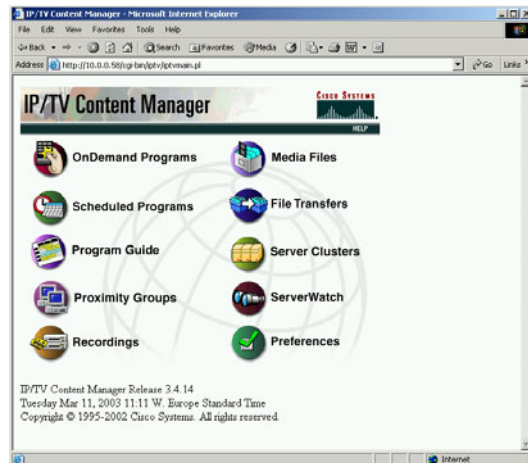 IP/TV Content Manager - Microsoft Internet Explorer
File Edit View Favorites Tools Help
Back Search Favorites Media
Address http://10.0.0.58/cgi-bin/iptv/iptvmain.pl Go Links
IP/TV Content Manager
CISCO SYSTEMS
HELP
OnDemand Programs
Media Files
Scheduled Programs
File Transfers
Program Guide
Server Clusters
Proximity Groups
ServerWatch
Recordings
Preferences
IP/TV Content Manager Release 3.4.14
Tuesday Mar 11, 2003 11:11 W. Europe Standard Time
Copyright © 1995-2002 Cisco Systems. All rights reserved.
Internet